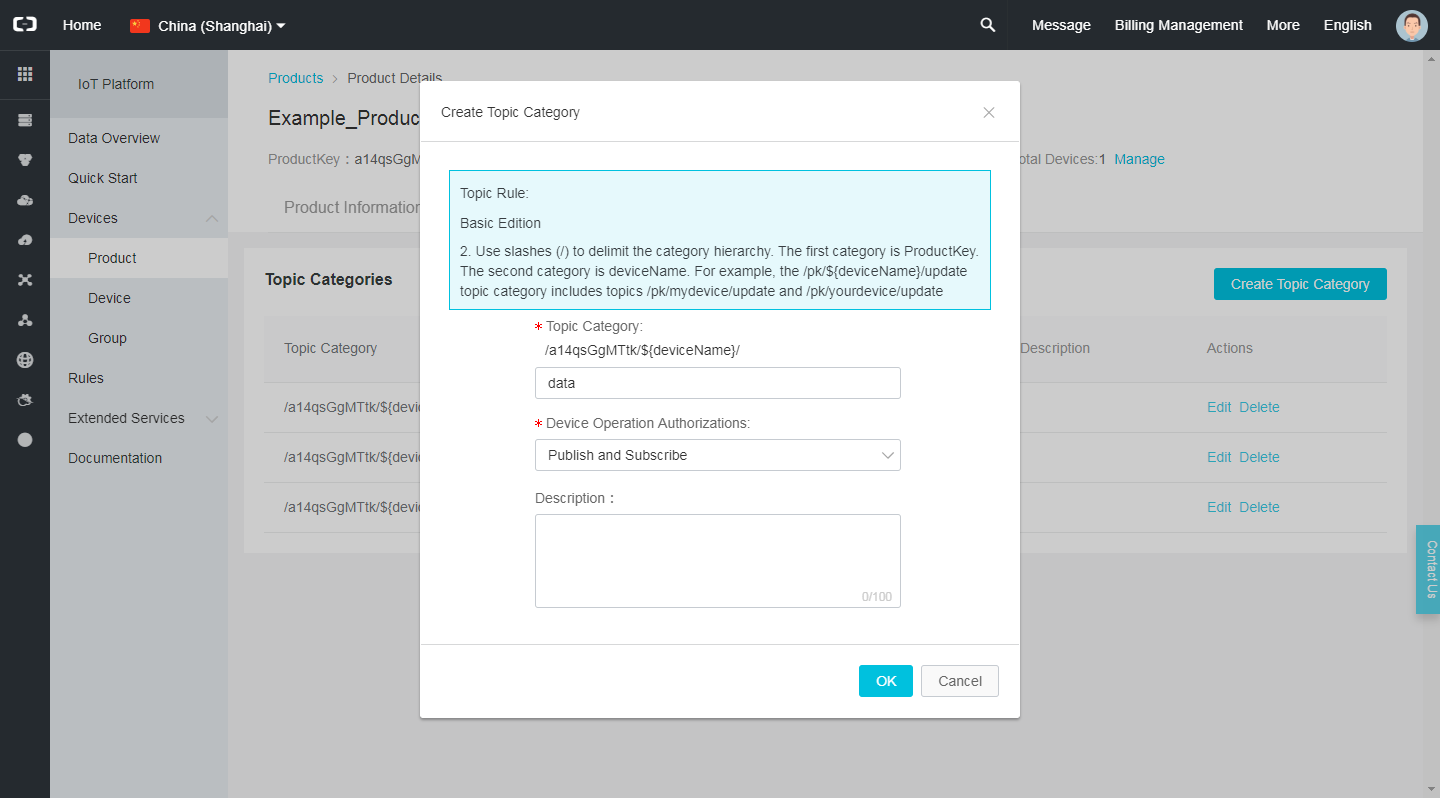 Home
China (Shanghai)
Message
Billing Management
More
English
IoT Platform
Data Overview
Quick Start
Devices
Product
Device
Group
Rules
Extended Services
Documentation
Products > Product Details
Example_Produc
ProductKey : a14qsGgM
otal Devices:1 Manage
Product Information
Topic Categories
Create Topic Category
Topic Category
Description
Actions
/a14qsGgMTtk/${devic
Edit Delete
/a14qsGgMTtk/${devic
Edit Delete
/a14qsGgMTtk/${devic
Edit Delete
Create Topic Category
Topic Rule:
Basic Edition
2. Use slashes (/) to delimit the category hierarchy. The first category is ProductKey.
The second category is deviceName. For example, the /pk/${deviceName}/update
topic category includes topics /pk/mydevice/update and /pk/yourdevice/update
* Topic Category:
/a14qsGgMTtk/${deviceName}/
data
* Device Operation Authorizations:
Publish and Subscribe
Description :
0/100
OK
Cancel
Contact Us